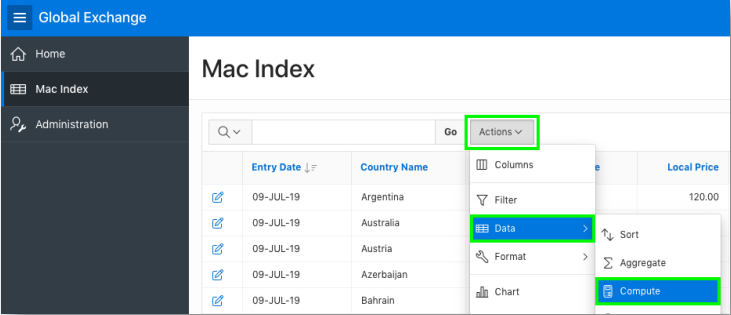 Global Exchange
Home
Mac Index
Administration
Mac Index
Go Actions
Entry Date Country Name Local Price
09-JUL-19 Argentina 120.00
09-JUL-19 Australia
09-JUL-19 Austria
09-JUL-19 Azerbaijan
09-JUL-19 Bahrain
Columns
Filter
Data
Format
Chart
Sort
Aggregate
Compute